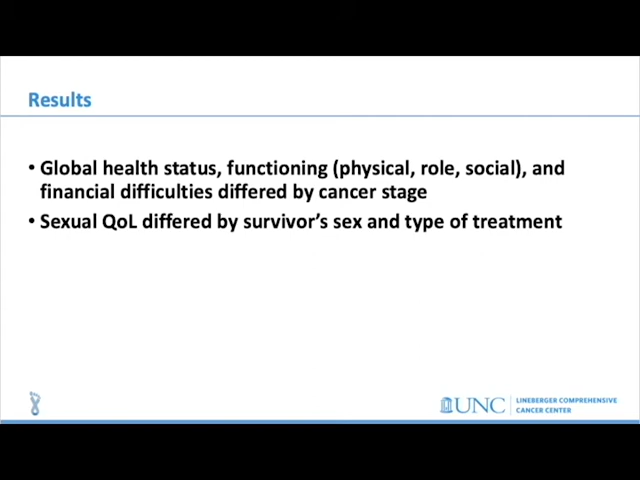 Results
• Global health status, functioning (physical, role, social), and
financial difficulties differed by cancer stage
• Sexual QoL differed by survivor's sex and type of treatment
UNC
LINEBERGER COMPREHENSIVE
CANCER CENTER